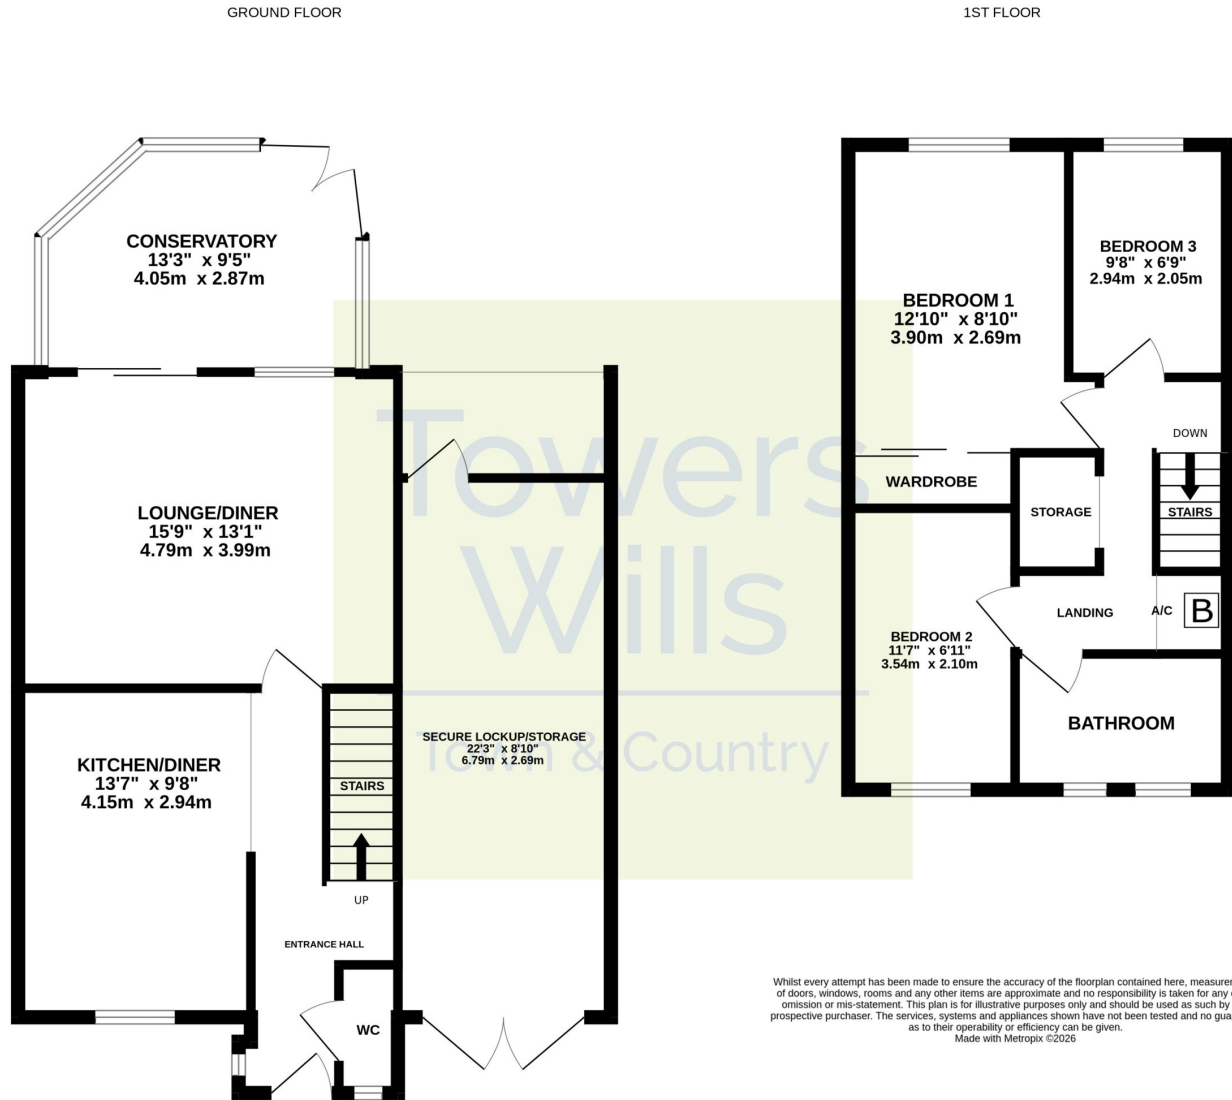 GROUND FLOOR
1ST FLOOR
CONSERVATORY
13'3" x 9'5"
4.05m x 2.87m
LOUNGE/DINER
15'9" x 13'1"
4.79m x 3.99m
KITCHEN/DINER
13'7" x 9'8"
4.15m x 2.94m
STAIRS
UP
ENTRANCE HALL
WC
SECURE LOCKUP/STORAGE
22'3" x 8'10"
6.79m x 2.69m
Towers
Wills
Town & Country
BEDROOM 1
12'10" x 8'10"
3.90m x 2.69m
BEDROOM 3
9'8" x 6'9"
2.94m x 2.05m
WARDROBE
STORAGE
DOWN
STAIRS
LANDING
A/C
B
BEDROOM 2
11'7" x 6'11"
3.54m x 2.10m
BATHROOM
Whilst every attempt has been made to ensure the accuracy of the floorplan contained here,
of doors, windows, rooms and any other items are approximate and no responsibility is taken for any
omission or mis-statement. This plan is for illustrative purposes only and should be used as such by
prospective purchaser. The services, systems and appliances shown have not been tested and no
as to their operability or efficiency can be given.
Made with Metropix ©2026